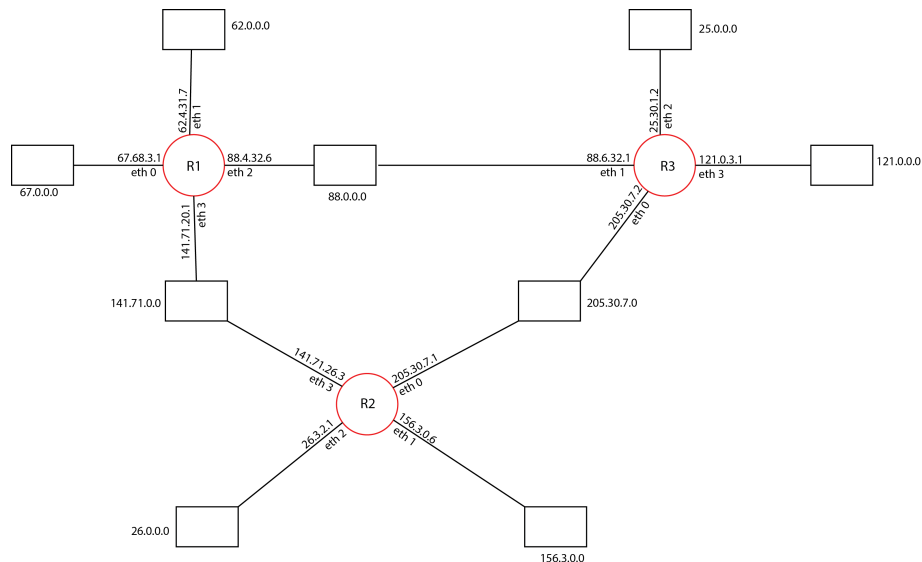 62.0.0.0
25.0.0.0
62.4.31.7
eth 1
25.30.1.2
eth 2
67.68.3.1
eth 0
R1
88.4.32.6
eth 2
88.6.32.1
eth 1
R3
121.0.3.1
eth 3
121.0.0.0
67.0.0.0
88.0.0.0
141.71.20.1
eth 3
205.30.7.2
eth 0
141.71.0.0
205.30.7.0
141.71.26.3
eth 3
205.30.7.1
eth 0
R2
26.3.2.1
eth 2
156.3.0.6
eth 1
26.0.0.0
156.3.0.0